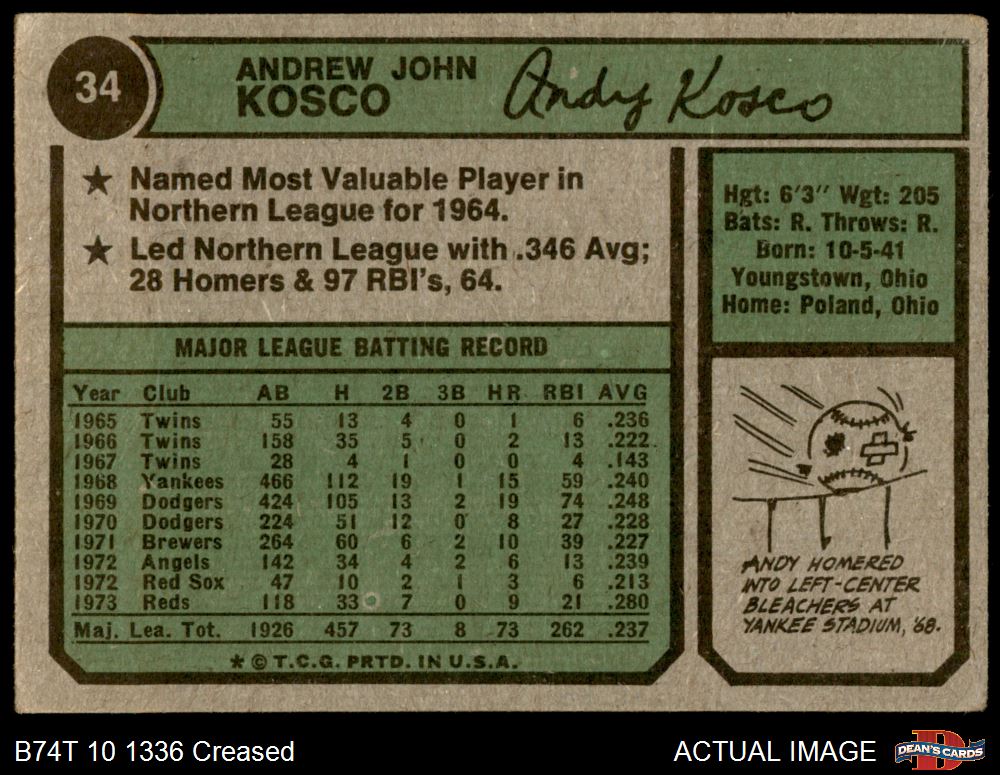 34
ANDREW JOHN
KOSCO
Andy Kosco
★ Named Most Valuable Player in
Northern League for 1964.
★ Led Northern League with .346 Avg;
28 Homers & 97 RBI's, 64.
Hgt: 6'3" Wgt: 205
Bats: R. Throws: R.
Born: 10-5-41
Youngstown, Ohio
Home: Poland, Ohio
MAJOR LEAGUE BATTING RECORD
Year Club AB H 2B 3B HR RBI AVG
1965 Twins 55 13 4 0 1 6 .236
1966 Twins 158 35 5 0 2 13 .222
1967 Twins 28 4 1 0 0 4 .143
1968 Yankees 466 112 19 1 15 59 .240
1969 Dodgers 424 105 13 2 19 74 .248
1970 Dodgers 224 51 12 0 8 27 .228
1971 Brewers 264 60 6 2 10 39 .227
1972 Angels 142 34 4 2 6 13 .239
1972 Red Sox 47 10 2 1 3 6 .213
1973 Reds 118 33 7 0 9 21 .280
Maj. Lea. Tot. 1926 457 73 8 73 262 .237
★ © T.C.G. PRTD. IN U.S.A.
ANDY HOMERED
INTO LEFT-CENTER
BLEACHERS AT
YANKEE STADIUM, '68.
B74T 10 1336 Creased
ACTUAL IMAGE
DEAN'S CARDS